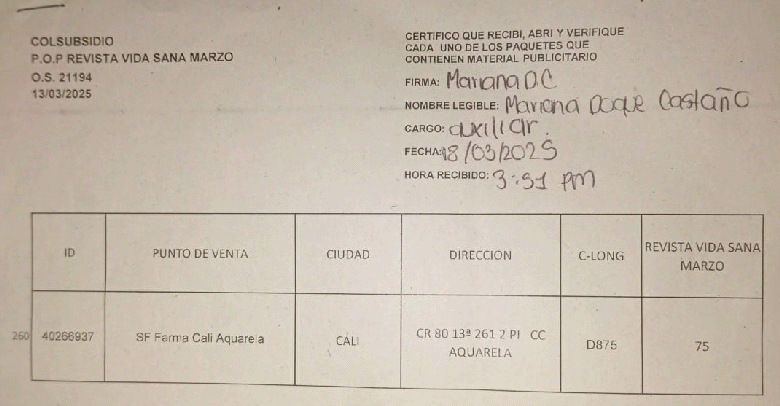 COLSUBSIDIO
P.O.P REVISTA VIDA SANA MARZO
O.S. 21194
13/03/2025
CERTIFICO QUE RECIBI, ABRI Y VERIFIQUE
CADA UNO DE LOS PAQUETES QUE
CONTIENEN MATERIAL PUBLICITARIO
FIRMA: Mariana DC
NOMBRE LEGIBLE: Mariana Duque Castaño
CARGO: auxiliar.
FECHA: 18/03/2025
HORA RECIBIDO: 3:51 pm
ID PUNTO DE VENTA CIUDAD DIRECCION C-LONG REVISTA VIDA SANA
MARZO
260 40266937 SF Farma Cali Aquarela CALI CR 80 13ª 261 2 PI CC D875 75
AQUARELA